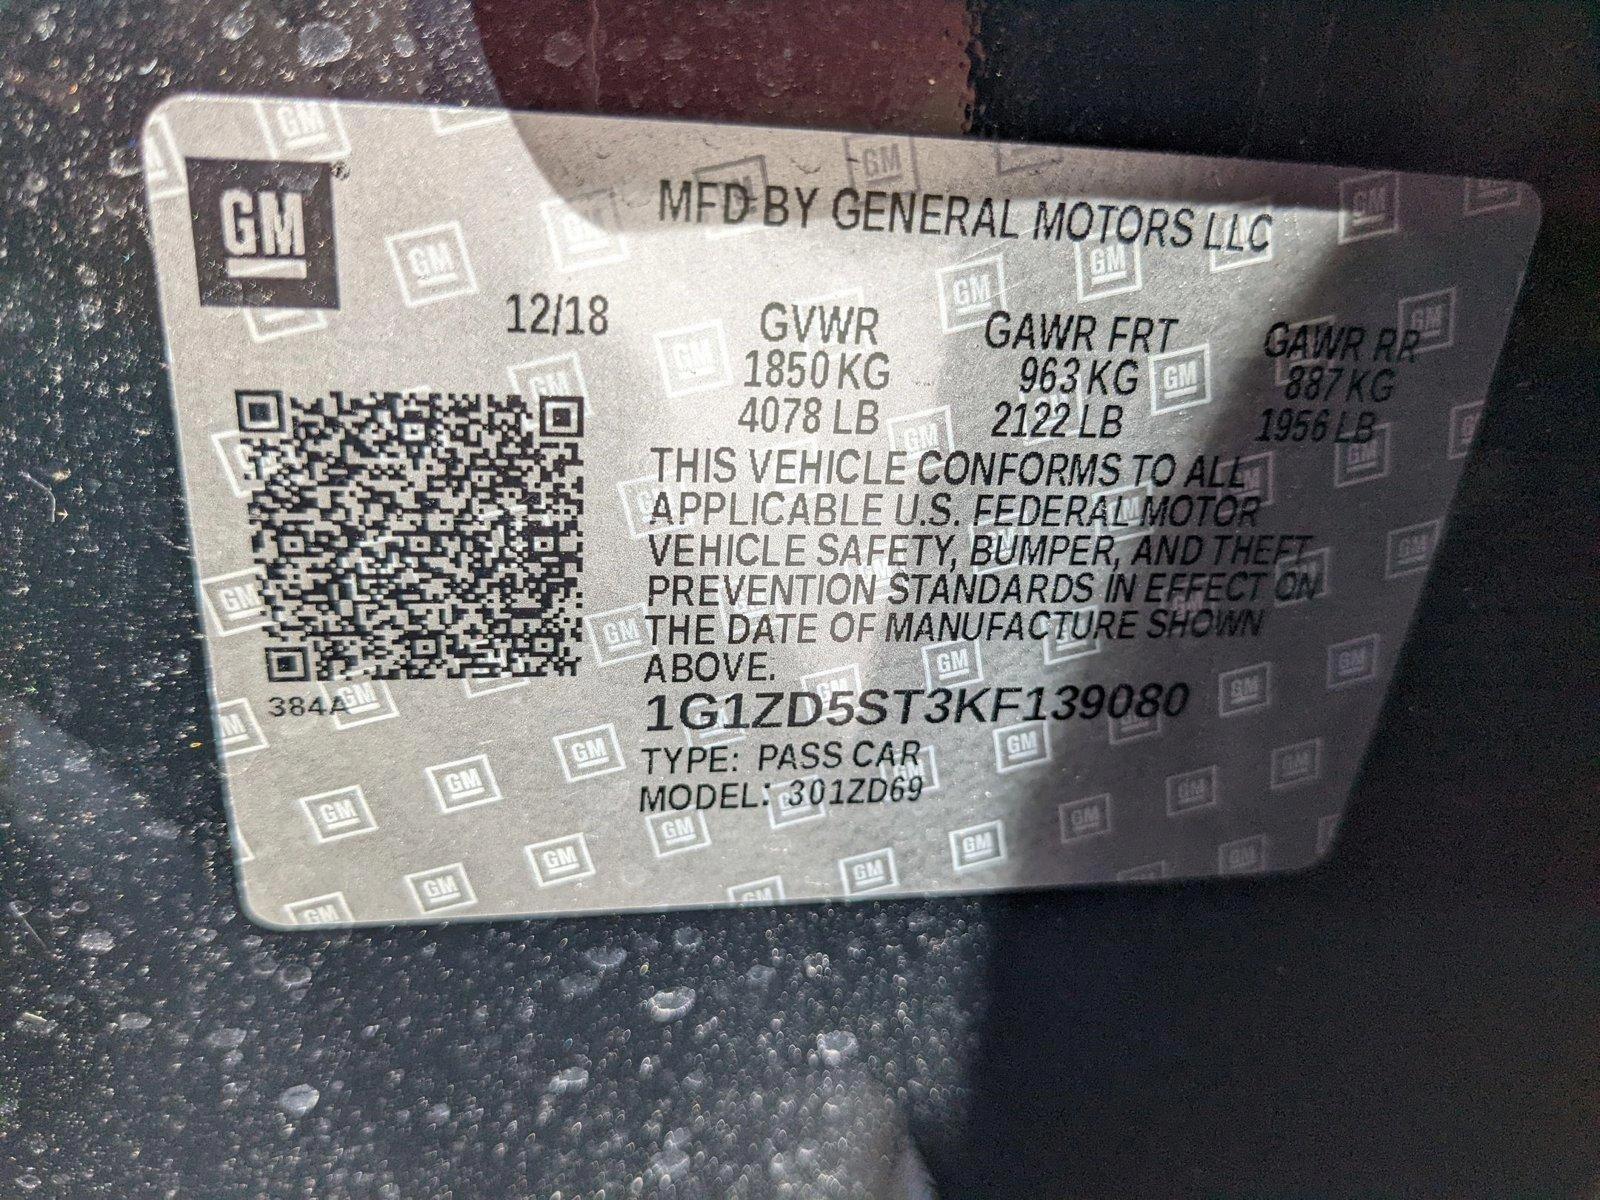 GM
MFD BY GENERAL MOTORS LLC
12/18
GVWR GAWR FRT GAWR RR
1850 KG 963 KG 887 KG
4078 LB 2122 LB 1956 LB
THIS VEHICLE CONFORMS TO ALL
APPLICABLE U.S. FEDERAL MOTOR
VEHICLE SAFETY, BUMPER, AND THEFT
PREVENTION STANDARDS IN EFFECT ON
THE DATE OF MANUFACTURE SHOWN
ABOVE.
384A
1G1ZD5ST3KF139080
TYPE: PASS CAR
MODEL: 301ZD69